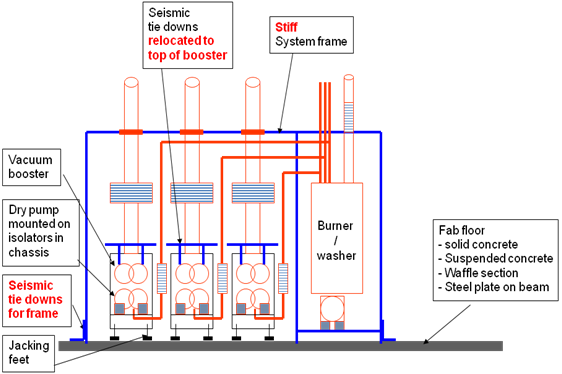 Seismic
tie downs
relocated to
top of booster
Stiff
System frame
Vacuum
booster
Dry pump
mounted on
isolators in
chassis
Seismic
tie downs
for frame
Jacking
feet
Burner
/
washer
Fab floor
- solid concrete
- Suspended concrete
- Waffle section
- Steel plate on beam